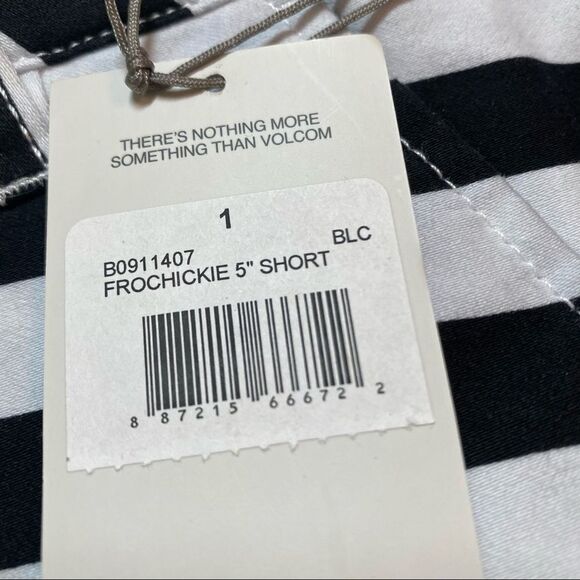 THERE'S NOTHING MORE
SOMETHING THAN VOLCOM
1
B0911407 BLC
FROCHICKIE 5" SHORT
8 87215 66672 2